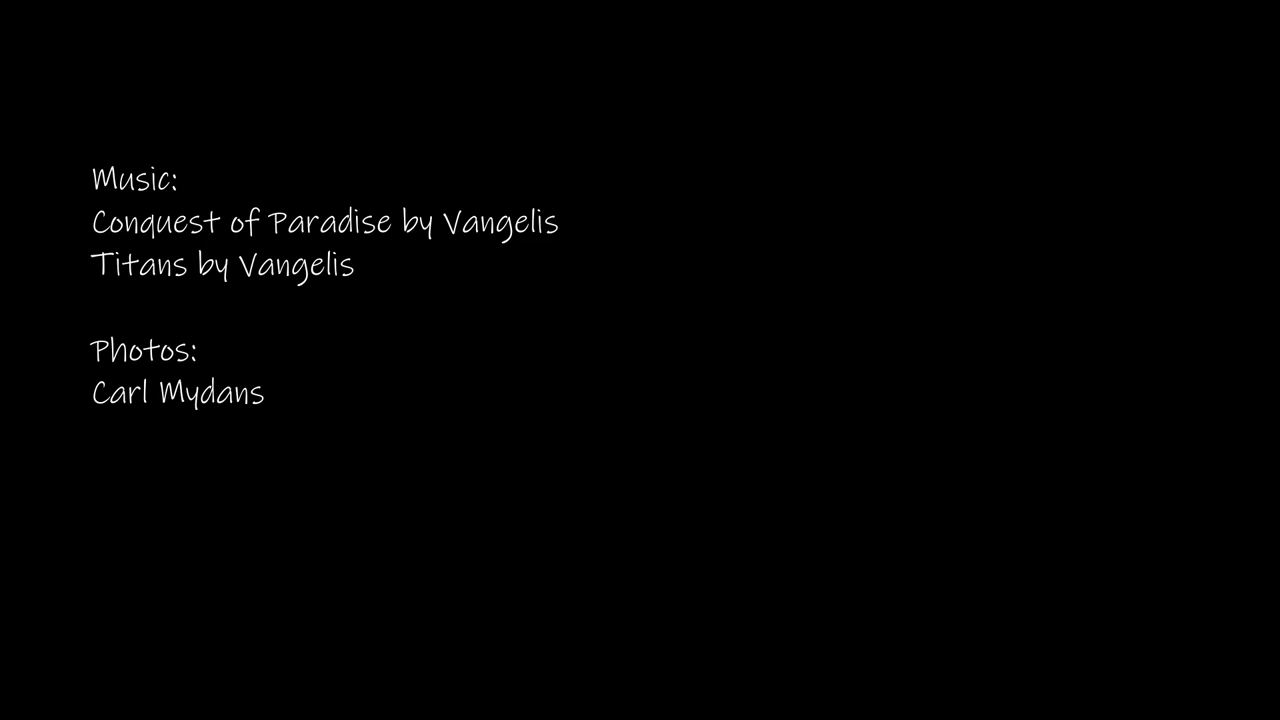 Music:
Conquest of Paradise by Vangelis
Titans by Vangelis
Photos:
Carl Mydans